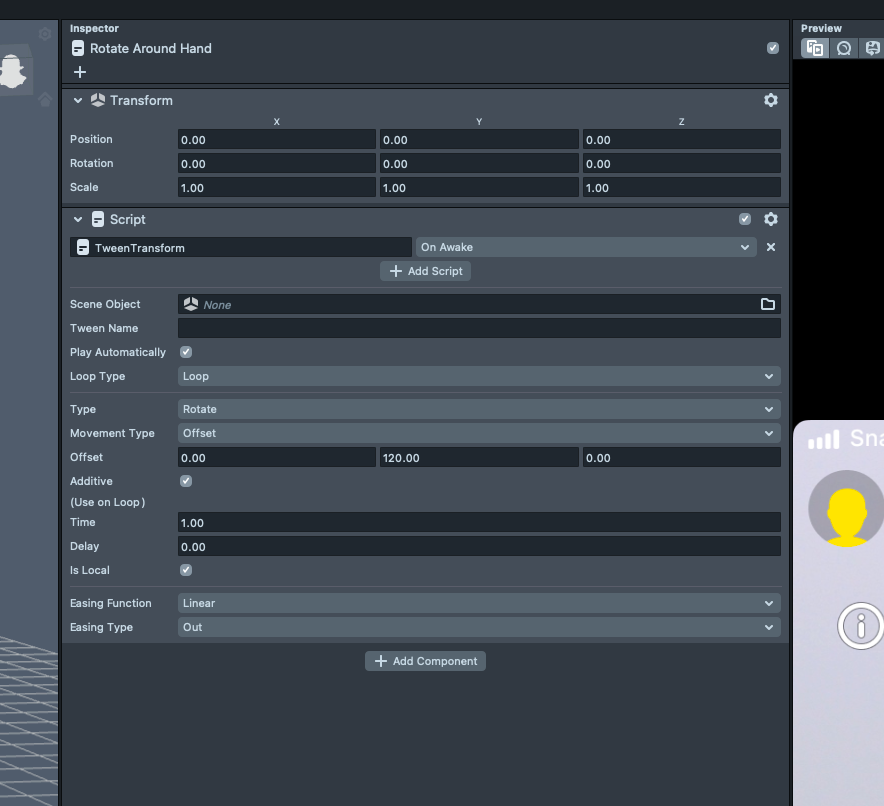 Inspector
Rotate Around Hand
Transform
X Y Z
Position 0.00 0.00 0.00
Rotation 0.00 0.00 0.00
Scale 1.00 1.00 1.00
Script
TweenTransform On Awake
Add Script
Scene Object None
Tween Name
Play Automatically
Loop Type Loop
Type Rotate
Movement Type Offset
Offset 0.00 120.00 0.00
Additive
(Use on Loop)
Time 1.00
Delay 0.00
Is Local
Easing Function Linear
Easing Type Out
Add Component
Preview
Sna